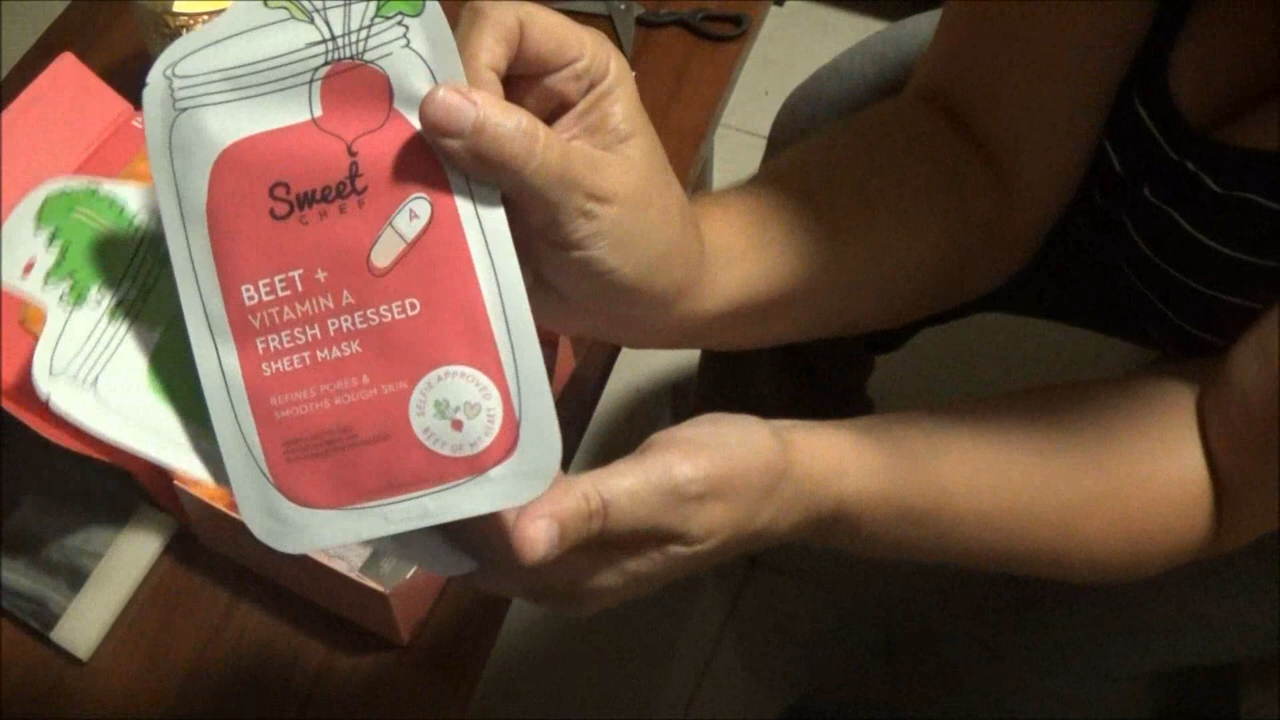 Sweet
CHEF
A
BEET +
VITAMIN A
FRESH PRESSED
SHEET MASK
REFINES PORES &
SMOOTHS ROUGH SKIN
SELFIE APPROVED
BEET OF MY HEART